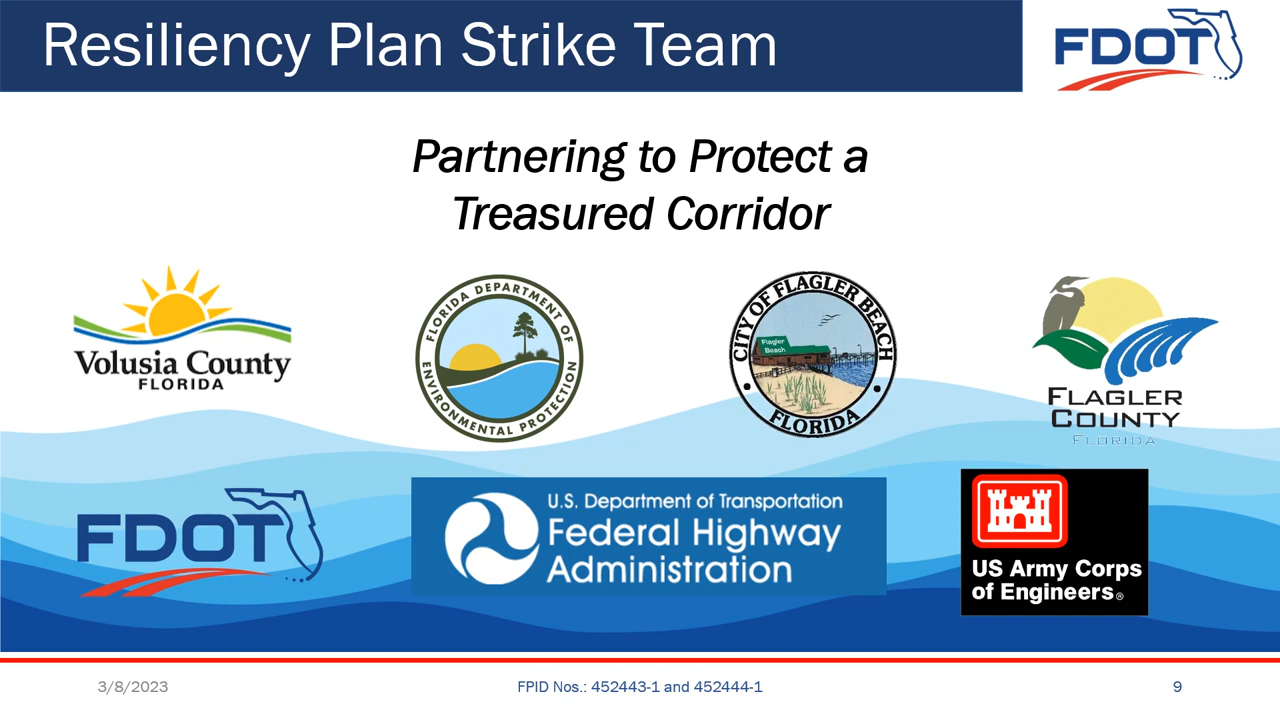 Resiliency Plan Strike Team
FDOT
Partnering to Protect a
Treasured Corridor
Volusia County
FLORIDA
FLORIDA DEPARTMENT OF
ENVIRONMENTAL PROTECTION
CITY OF FLAGLER BEACH
Flagler
Beach
FLORIDA
FLAGLER
COUNTY
FLORIDA
FDOT
U.S. Department of Transportation
Federal Highway
Administration
US Army Corps
of Engineers®
3/8/2023
FPID Nos.: 452443-1 and 452444-1
9